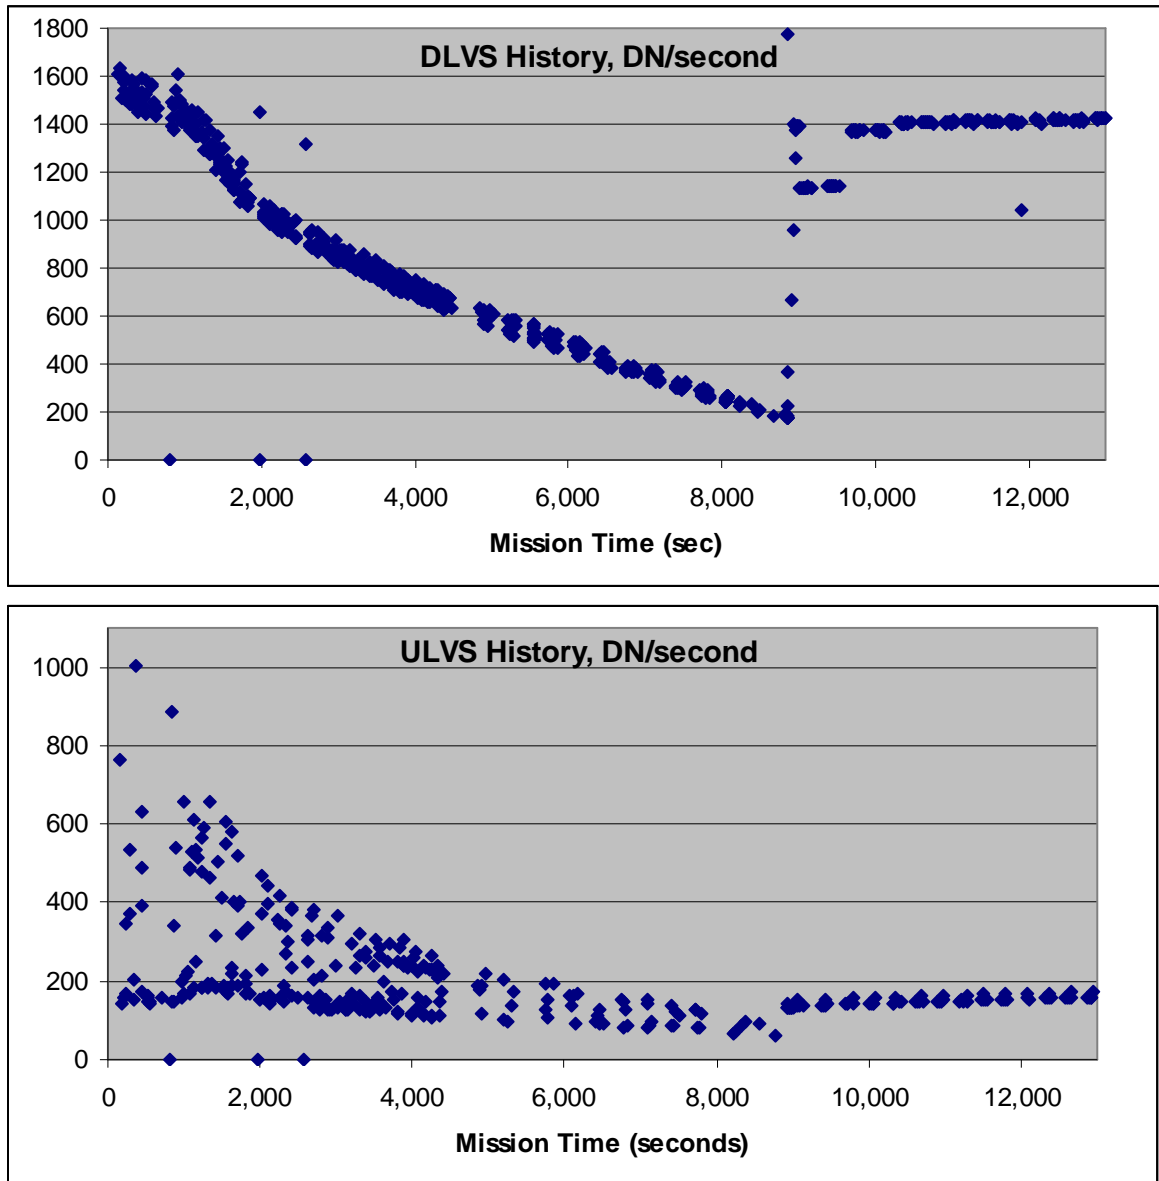 DLVS History, DN/second
1800
1600
1400
1200
1000
800
600
400
200
0
0 2,000 4,000 6,000 8,000 10,000 12,000
Mission Time (sec)
ULVS History, DN/second
1000
800
600
400
200
0
0 2,000 4,000 6,000 8,000 10,000 12,000
Mission Time (seconds)